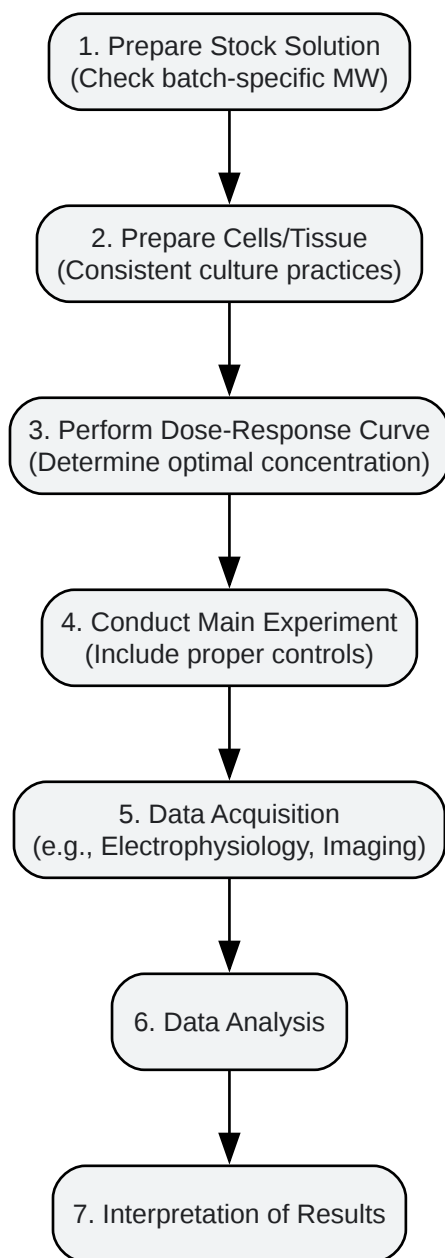 1. Prepare Stock Solution
(Check batch-specific MW)
2. Prepare Cells/Tissue
(Consistent culture practices)
3. Perform Dose-Response Curve
(Determine optimal concentration)
4. Conduct Main Experiment
(Include proper controls)
5. Data Acquisition
(e.g., Electrophysiology, Imaging)
6. Data Analysis
7. Interpretation of Results